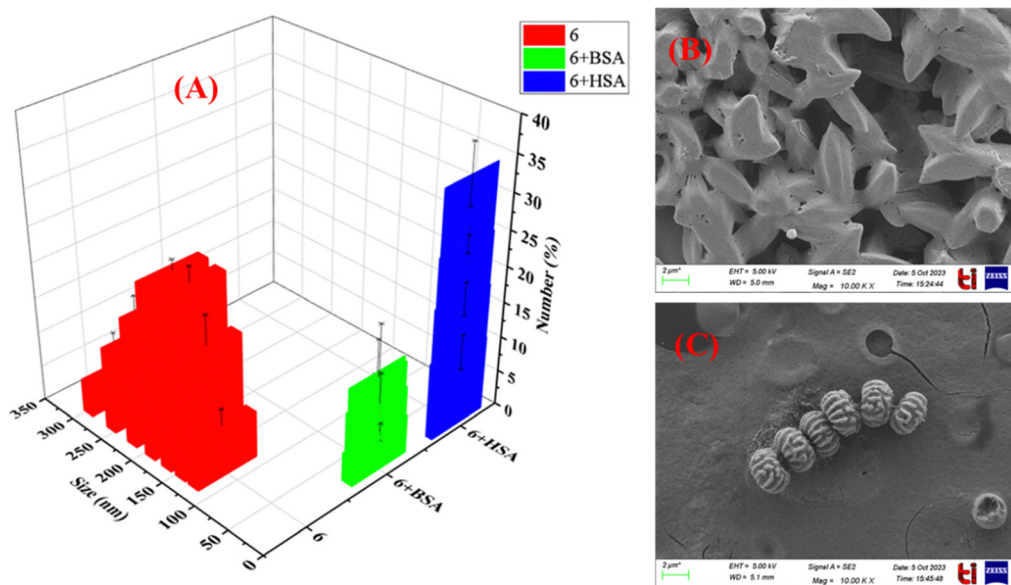 (A)
6
6+BSA
6+HSA
40
35
30
25
20
15
10
5
0
Number (%)
350
300
250
200
150
100
50
0
Size (nm)
6
6+BSA
6+HSA
(B)
2 µm*
EHT = 5.00 kV
WD = 5.0 mm
Signal A = SE2
Mag = 10.00 K X
Date: 5 Oct 2023
Time: 15:24:44
ti
ZEISS
(C)
2 µm*
EHT = 5.00 kV
WD = 5.1 mm
Signal A = SE2
Mag = 10.00 K X
Date: 5 Oct 2023
Time: 15:45:48
ti
ZEISS